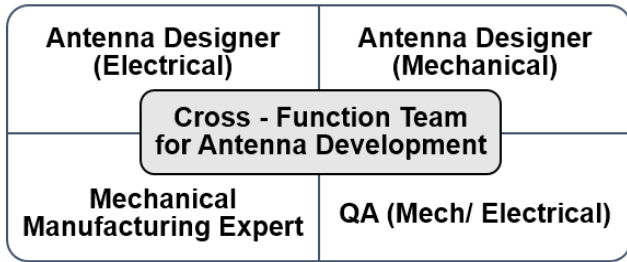 Antenna Designer
(Electrical)
Antenna Designer
(Mechanical)
Cross - Function Team
for Antenna Development
Mechanical
Manufacturing Expert
QA (Mech/ Electrical)